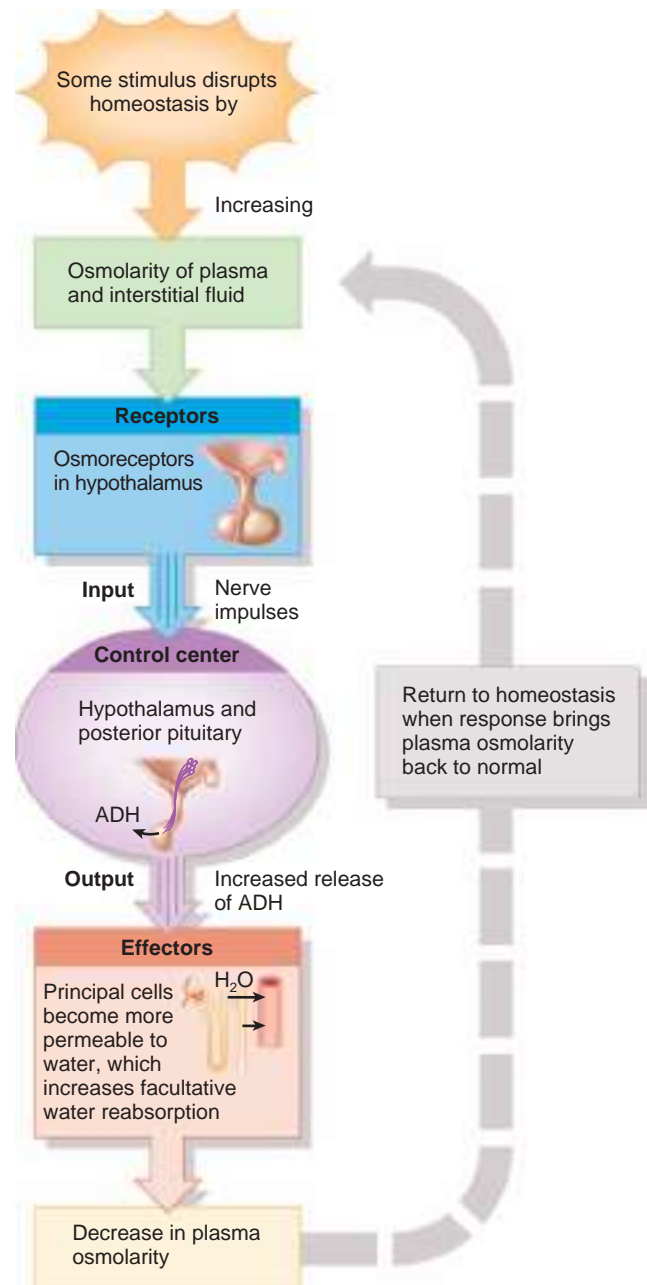 Some stimulus disrupts
homeostasis by
Increasing
Osmolarity of plasma
and interstitial fluid
Receptors
Osmoreceptors
in hypothalamus
Input
Nerve
impulses
Control center
Hypothalamus and
posterior pituitary
ADH
Return to homeostasis
when response brings
plasma osmolarity
back to normal
Output
Increased release
of ADH
Effectors
H₂O
Principal cells
become more
permeable to
water, which
increases facultative
water reabsorption
Decrease in plasma
osmolarity